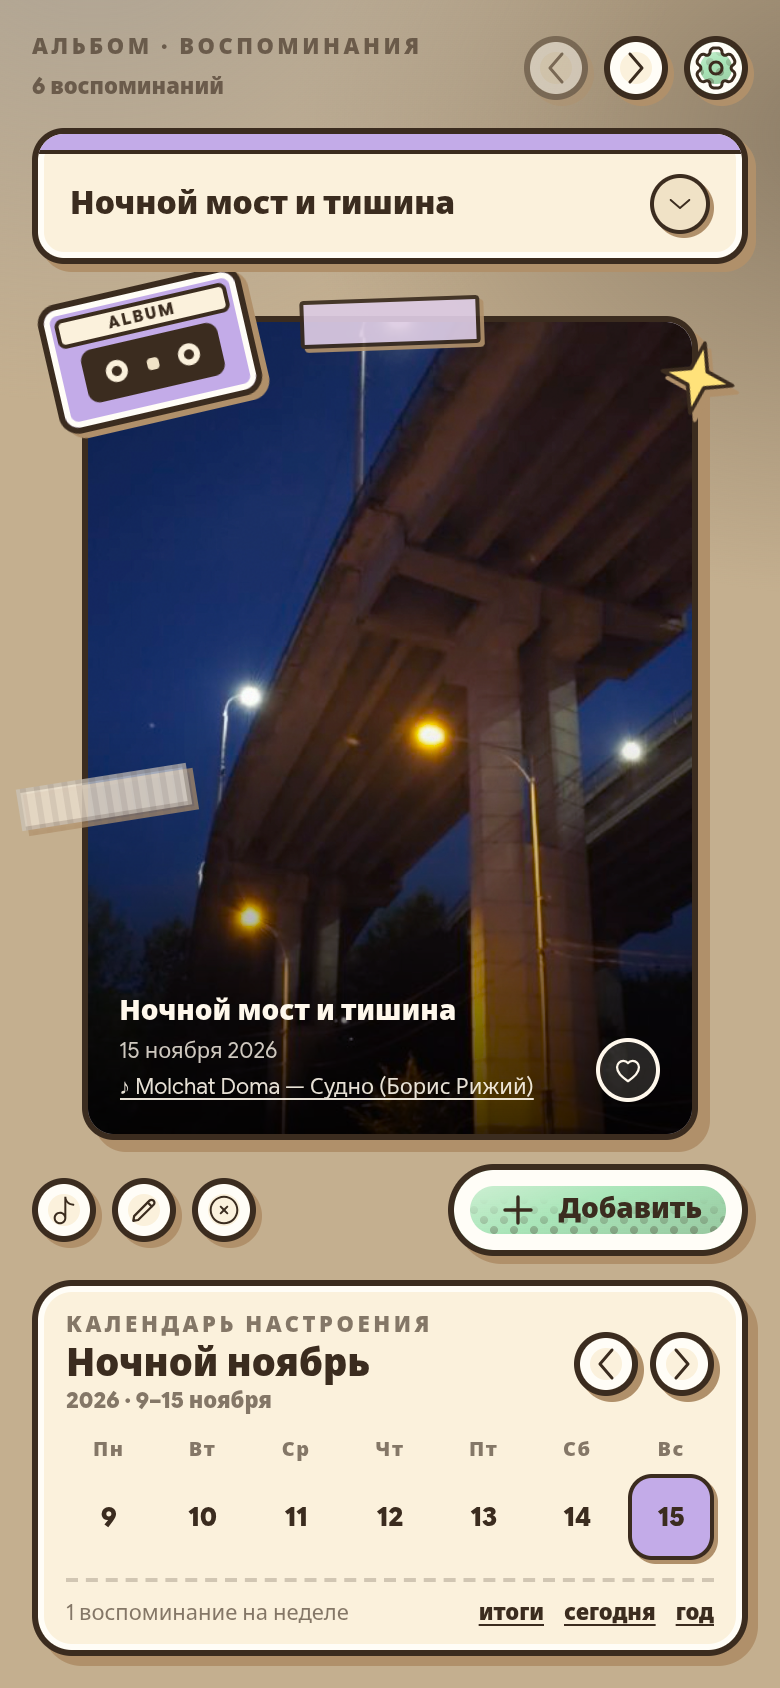 АЛЬБОМ · ВОСПОМИНАНИЯ
6 воспоминаний
Ночной мост и тишина
ALBUM
Ночной мост и тишина
15 ноября 2026
♪ Molchat Doma — Судно (Борис Рижий)
Добавить
КАЛЕНДАРЬ НАСТРОЕНИЯ
Ночной ноябрь
2026 · 9–15 ноября
Пн Вт Ср Чт Пт Сб Вс
9 10 11 12 13 14 15
1 воспоминание на неделе итоги сегодня год